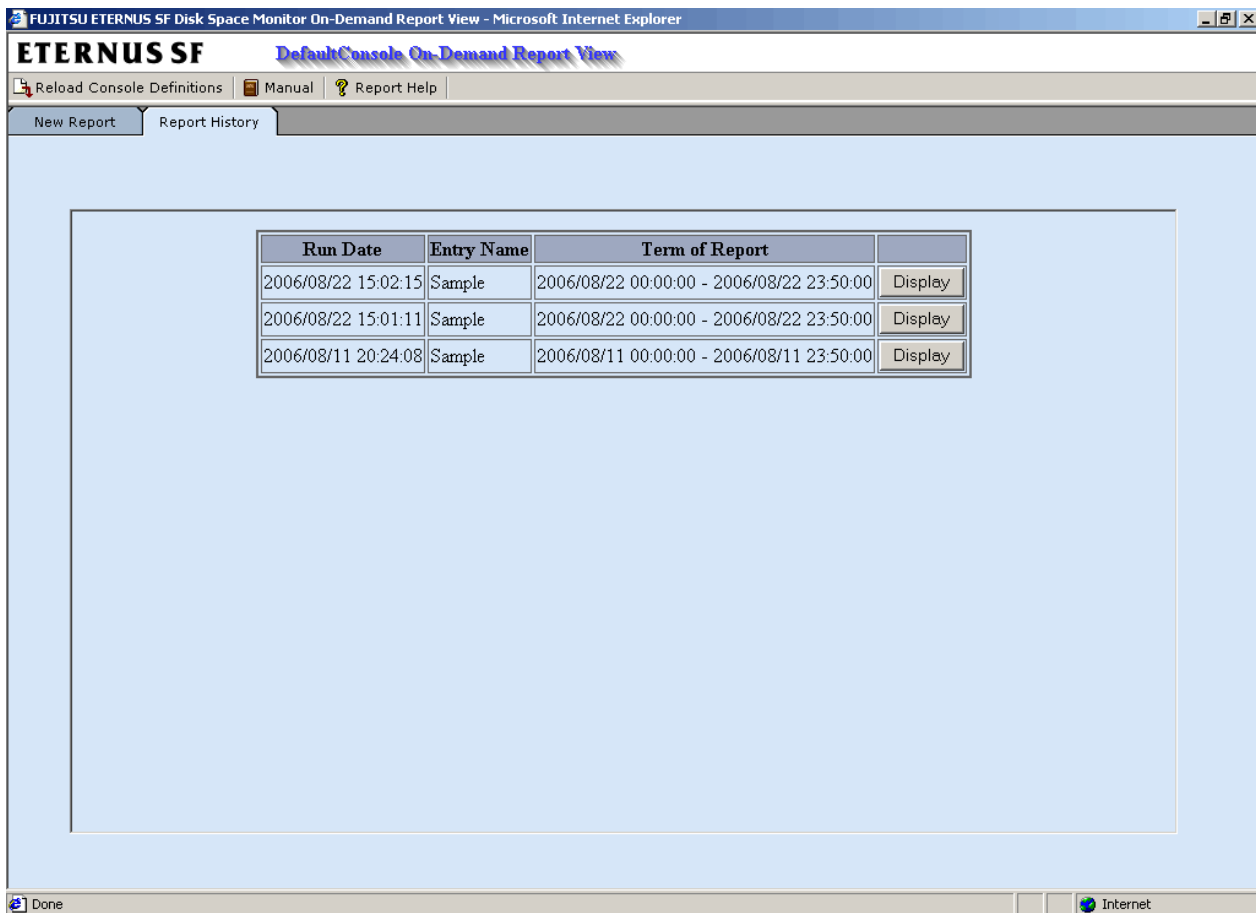 FUJITSU ETERNUS SF Disk Space Monitor On-Demand Report View - Microsoft Internet Explorer
ETERNUS SF DefaultConsole On-Demand Report View
Reload Console Definitions Manual Report Help
New Report Report History
Run Date Entry Name Term of Report
2006/08/22 15:02:15 Sample 2006/08/22 00:00:00 - 2006/08/22 23:50:00 Display
2006/08/22 15:01:11 Sample 2006/08/22 00:00:00 - 2006/08/22 23:50:00 Display
2006/08/11 20:24:08 Sample 2006/08/11 00:00:00 - 2006/08/11 23:50:00 Display
Done Internet